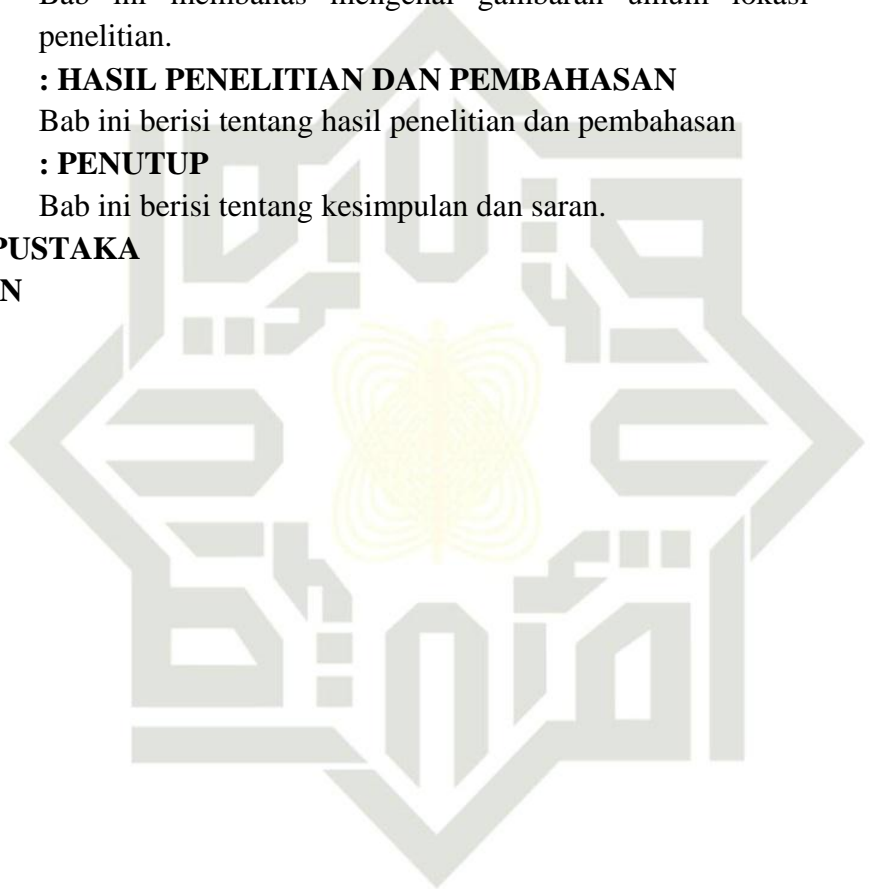 Bab ini membahas mengenai gambaran umum lokasi
penelitian.
: HASIL PENELITIAN DAN PEMBAHASAN
Bab ini berisi tentang hasil penelitian dan pembahasan
: PENUTUP
Bab ini berisi tentang kesimpulan dan saran.
PUSTAKA
N